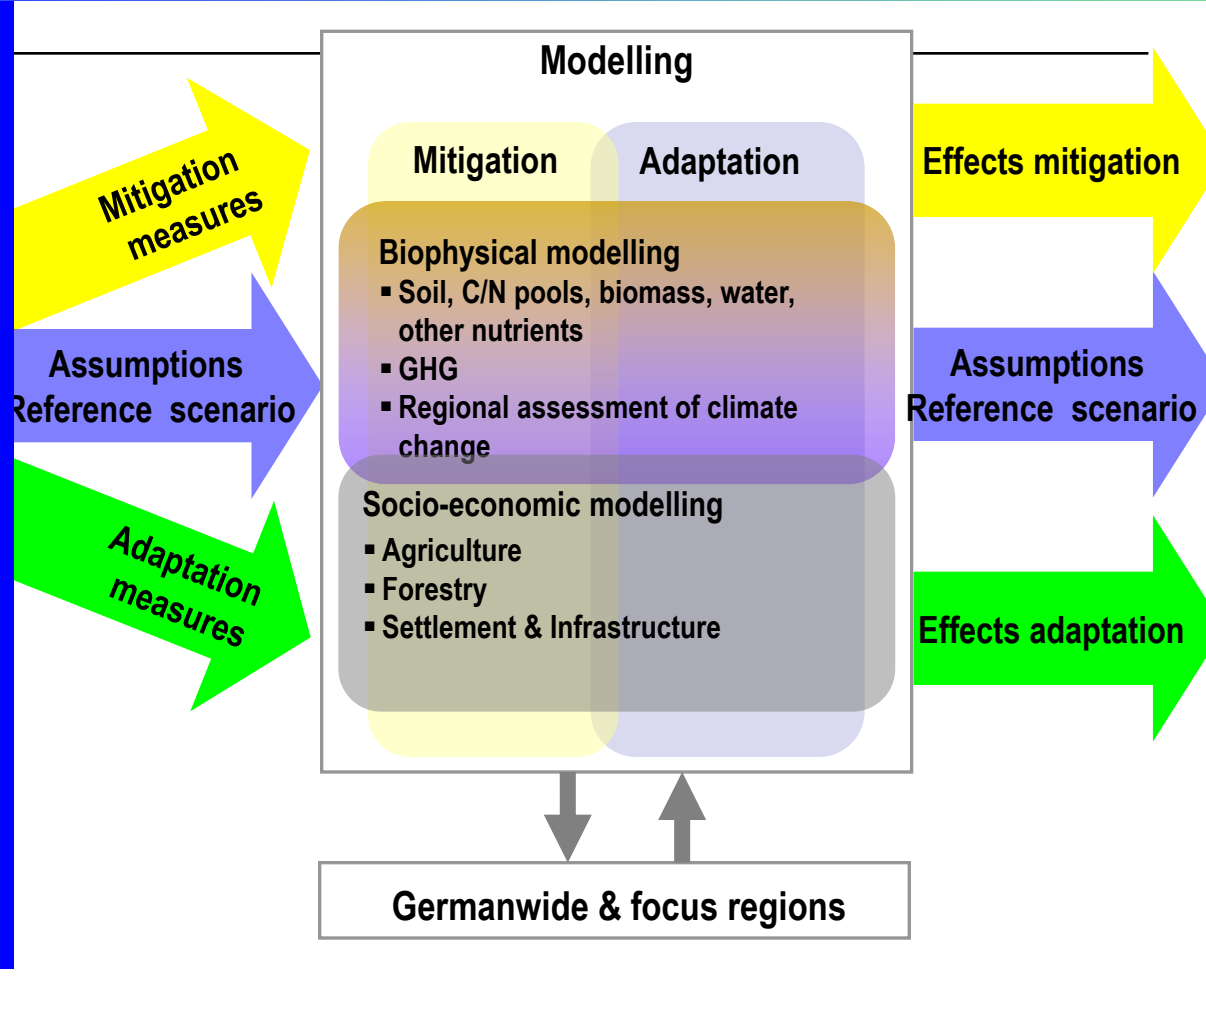 Modelling
Mitigation
measures
Assumptions
Reference scenario
Adaptation
measures
Mitigation
Adaptation
Biophysical modelling
▪ Soil, C/N pools, biomass, water,
other nutrients
▪ GHG
▪ Regional assessment of climate
change
Socio-economic modelling
▪ Agriculture
▪ Forestry
▪ Settlement & Infrastructure
Effects mitigation
Assumptions
Reference scenario
Effects adaptation
Germanwide & focus regions